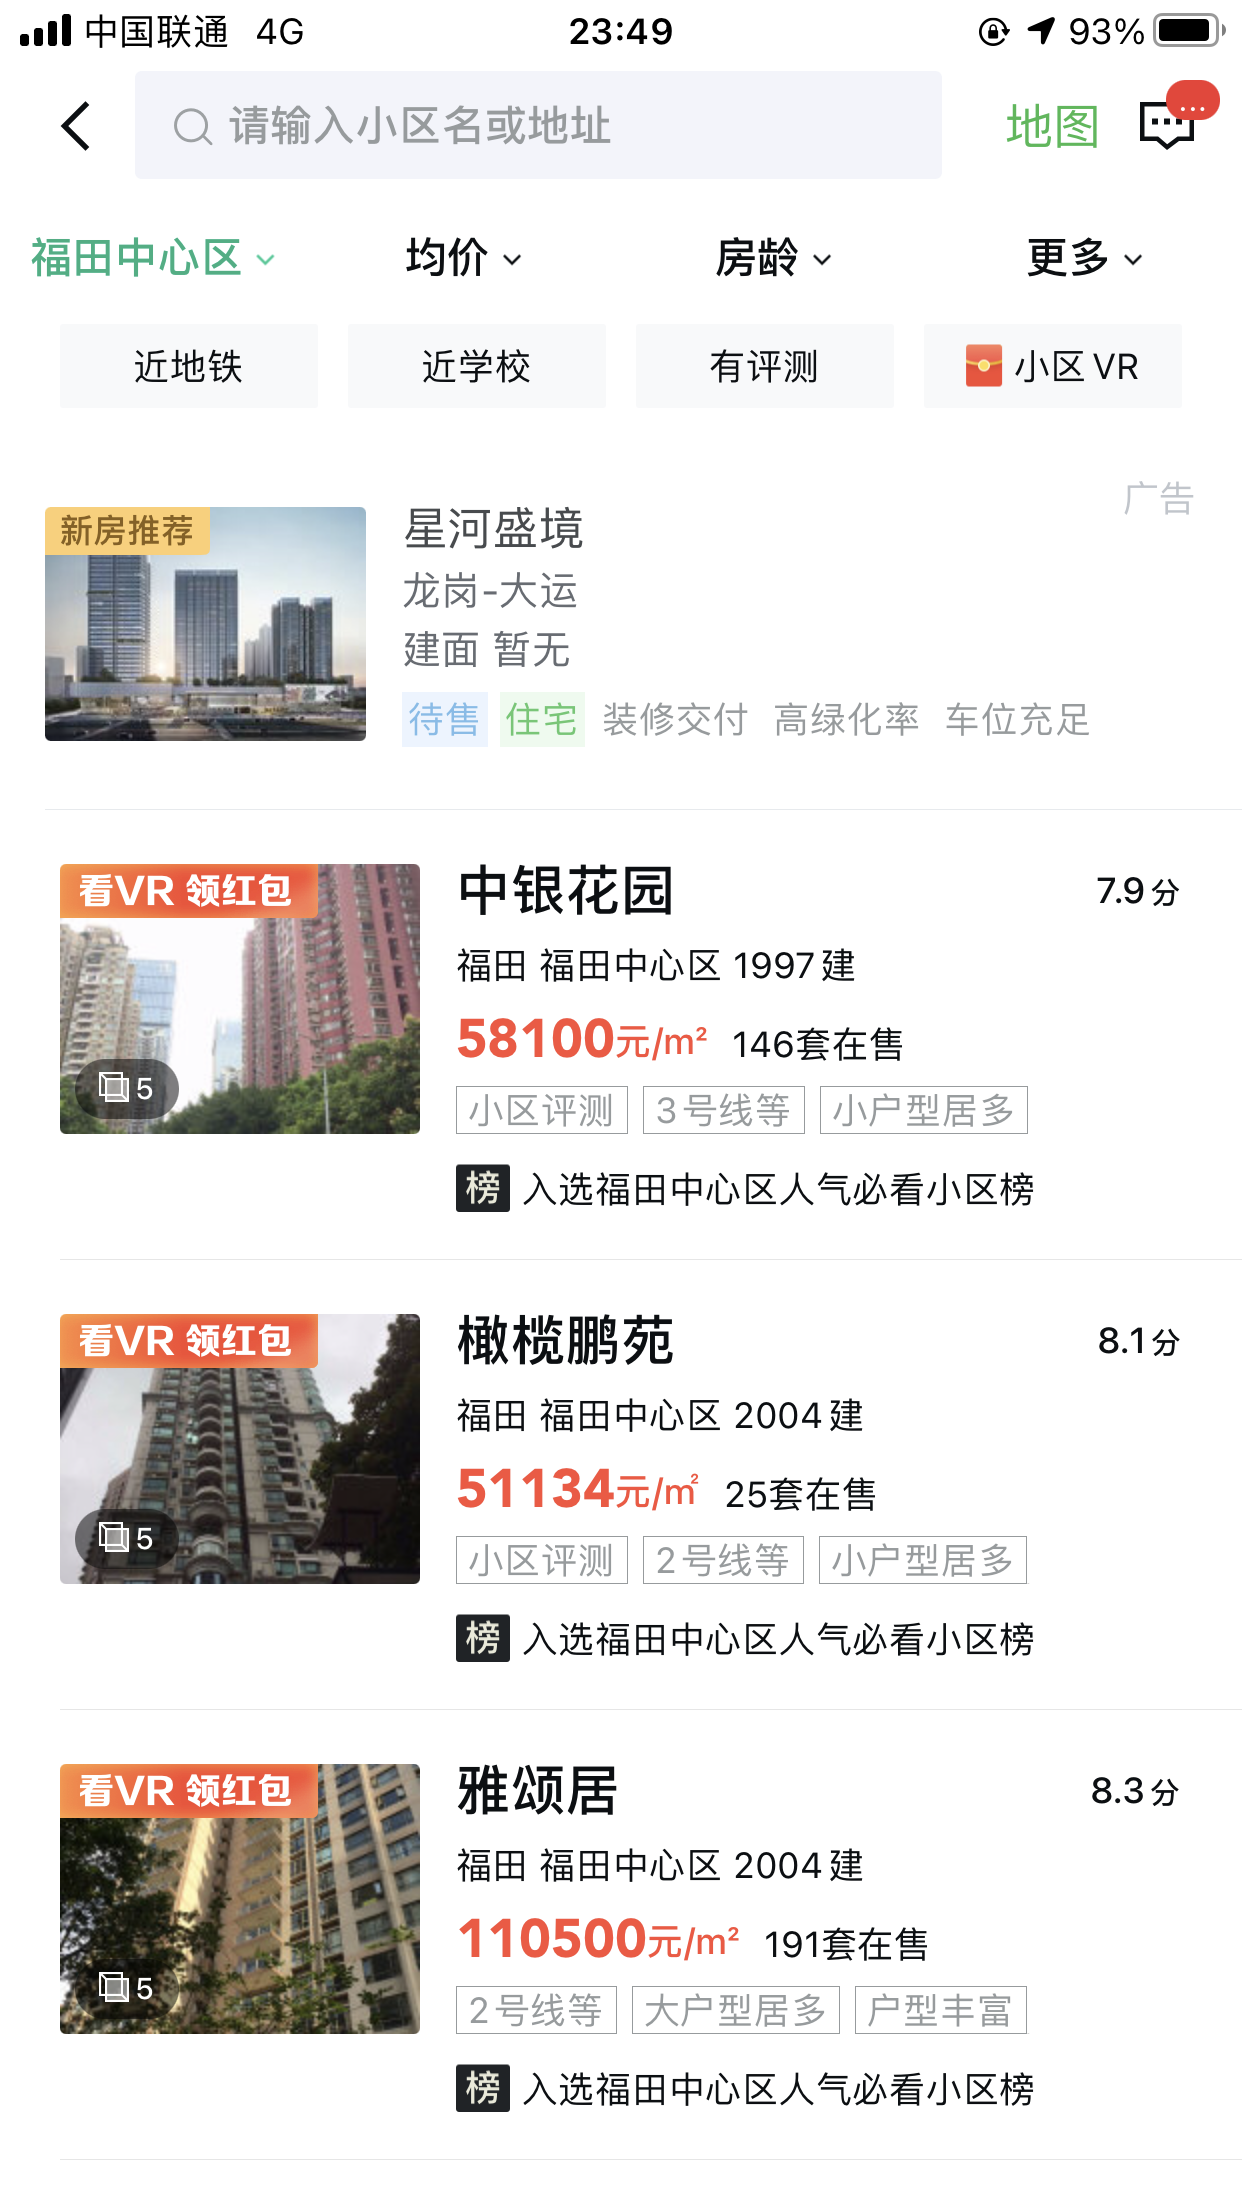 中国联通 4G 23:49 93%
请输入小区名或地址 地图 ...
福田中心区 均价 房龄 更多
近地铁 近学校 有评测 小区VR
广告
新房推荐
星河盛境
龙岗-大运
建面 暂无
待售 住宅 装修交付 高绿化率 车位充足
看VR 领红包
5
中银花园 7.9分
福田 福田中心区 1997建
58100元/m² 146套在售
小区评测 3号线等 小户型居多
榜 入选福田中心区人气必看小区榜
看VR 领红包
5
橄榄鹏苑 8.1分
福田 福田中心区 2004建
51134元/㎡ 25套在售
小区评测 2号线等 小户型居多
榜 入选福田中心区人气必看小区榜
看VR 领红包
5
雅颂居 8.3分
福田 福田中心区 2004建
110500元/m² 191套在售
2号线等 大户型居多 户型丰富
榜 入选福田中心区人气必看小区榜